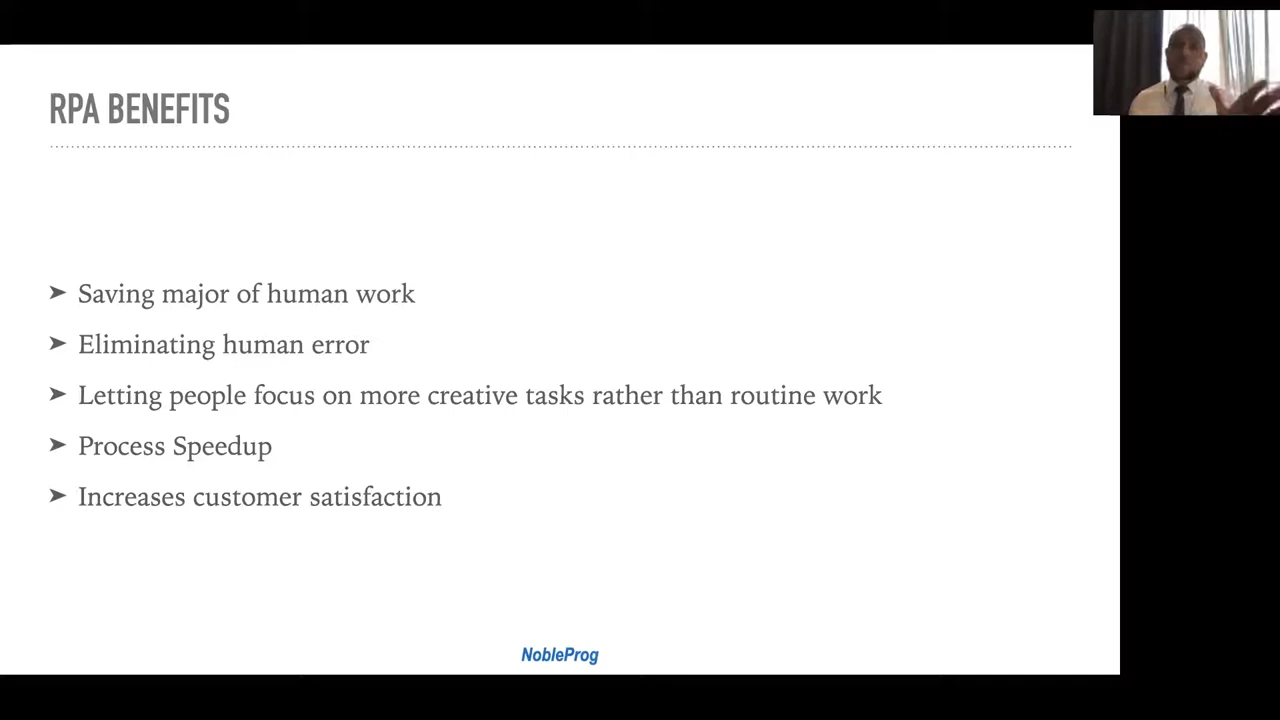 RPA BENEFITS
➤ Saving major of human work
➤ Eliminating human error
➤ Letting people focus on more creative tasks rather than routine work
➤ Process Speedup
➤ Increases customer satisfaction
NobleProg